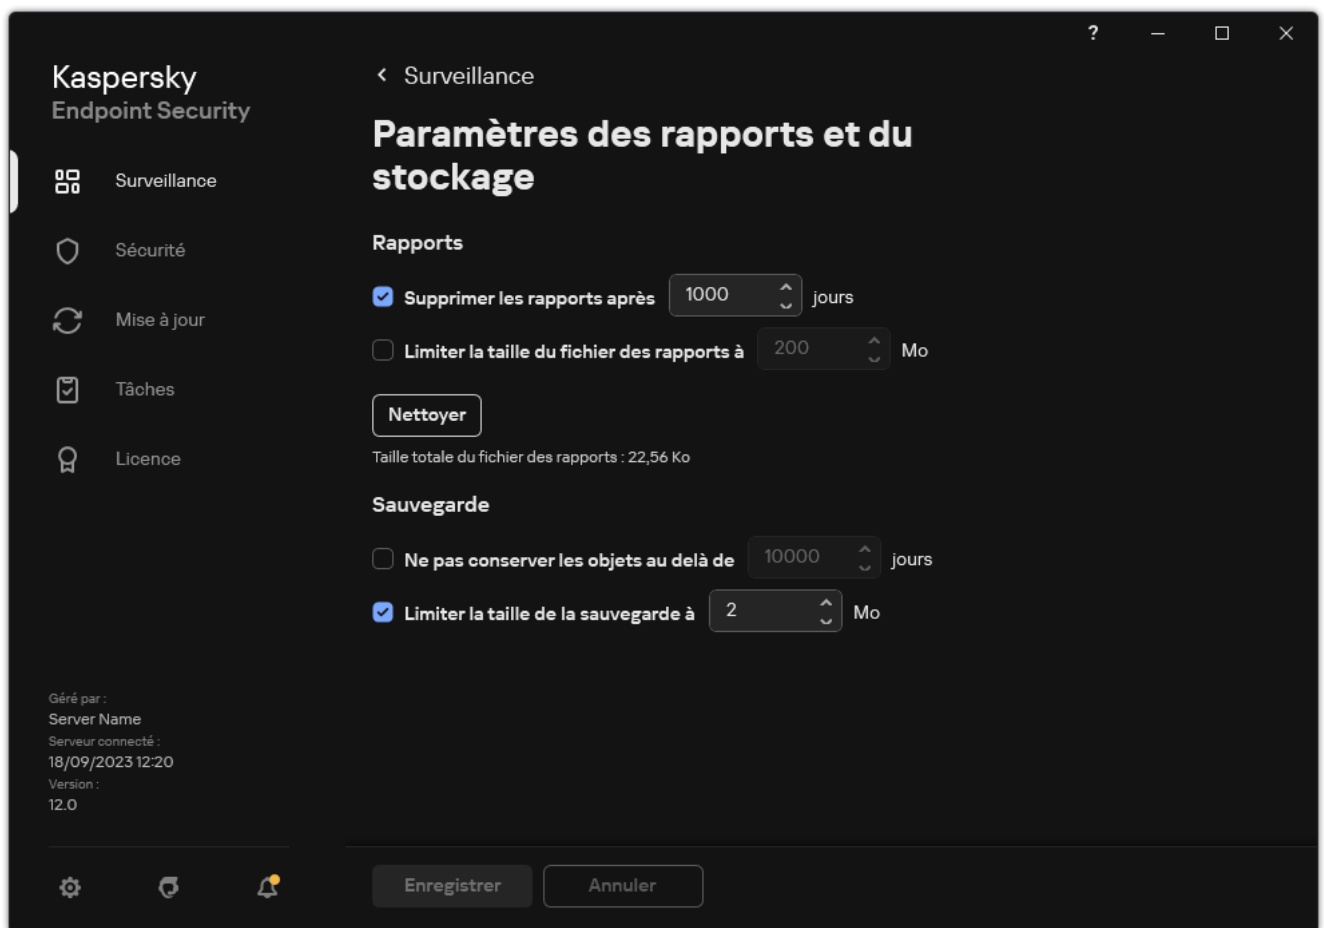 ?
Kaspersky
Endpoint Security
Surveillance
Sécurité
Mise à jour
Tâches
Licence
Géré par :
Server Name
Serveur connecté :
18/09/2023 12:20
Version :
12.0
Surveillance
Paramètres des rapports et du
stockage
Rapports
Supprimer les rapports après 1000 jours
Limiter la taille du fichier des rapports à 200 Mo
Nettoyer
Taille totale du fichier des rapports : 22,56 Ko
Sauvegarde
Ne pas conserver les objets au delà de 10000 jours
Limiter la taille de la sauvegarde à 2 Mo
Enregistrer Annuler